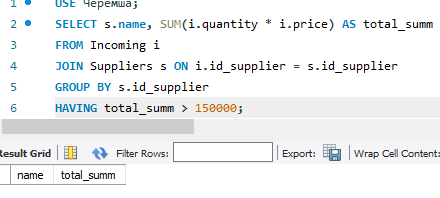 1 USE Черемша;
2 SELECT s.name, SUM(i.quantity * i.price) AS total_summ
3 FROM Incoming i
4 JOIN Suppliers s ON i.id_supplier = s.id_supplier
5 GROUP BY s.id_supplier
6 HAVING total_summ > 150000;
Result Grid Filter Rows: Export: Wrap Cell Content:
name total_summ